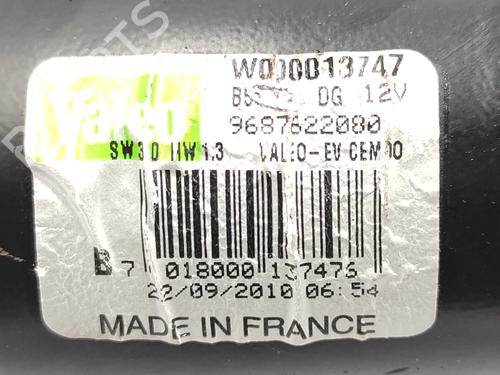 Valeo
W000013747
DG 12V
9687622080
SW3.0 HW1.3 VALEO-EV CEM
B 7 018000 137476
22/09/2010 06:54
MADE IN FRANCE